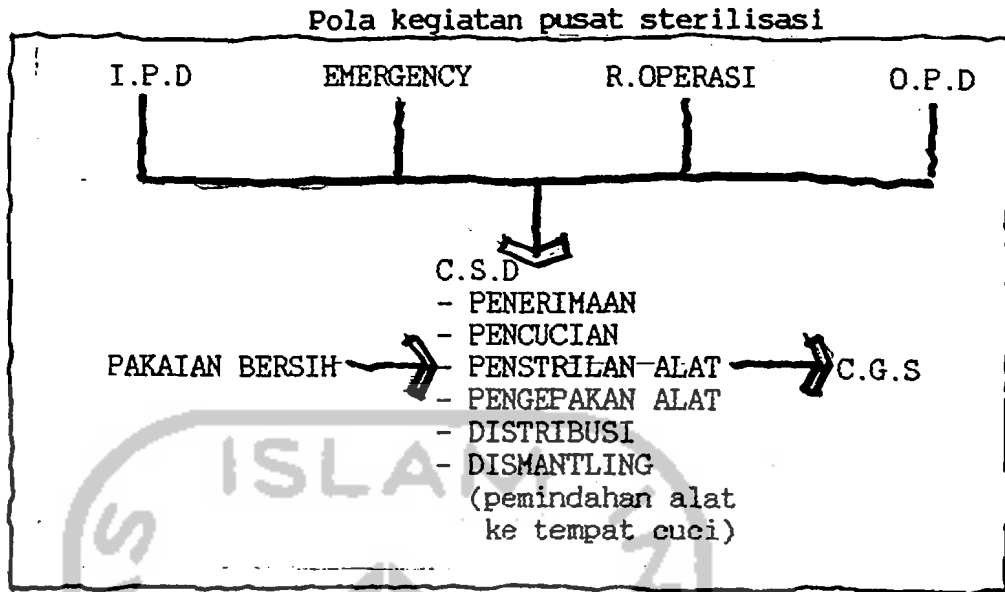 Pola kegiatan pusat sterilisasi
I.P.D EMERGENCY R.OPERASI O.P.D
C.S.D
- PENERIMAAN
- PENCUCIAN
PAKAIAN BERSIH - PENSTRILAN ALAT C.G.S
- PENGEPAKAN ALAT
- DISTRIBUSI
- DISMANTLING
(pemindahan alat
ke tempat cuci)
ISLAM